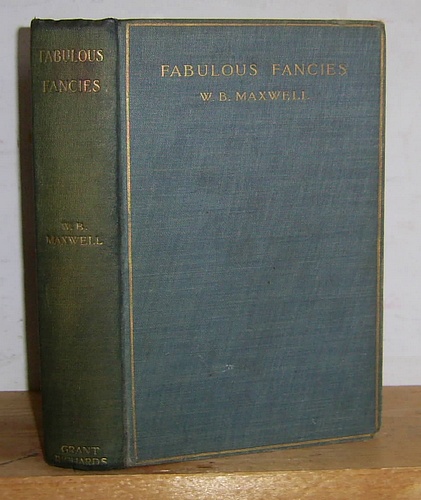 FABULOUS
FANCIES
W. B.
MAXWELL
GRANT
RICHARDS
FABULOUS FANCIES
W. B. MAXWELL